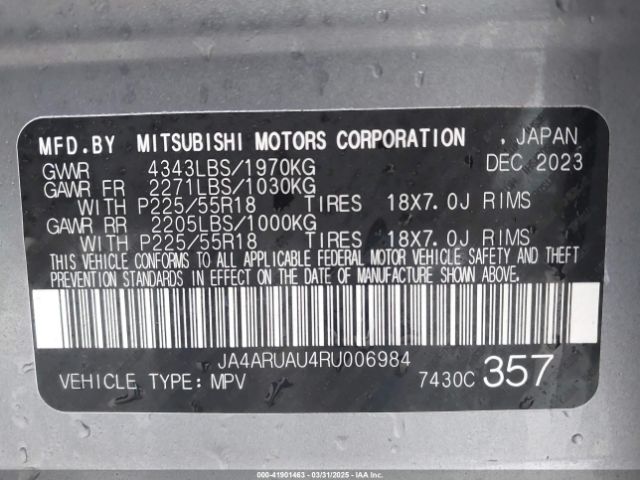 MFD.BY MITSUBISHI MOTORS CORPORATION , JAPAN
GVWR 4343LBS/1970KG DEC 2023
GAWR FR 2271LBS/1030KG
WITH P225/55R18 TIRES 18X7.0J RIMS
GAWR RR 2205LBS/1000KG
WITH P225/55R18 TIRES 18X7.0J RIMS
THIS VEHICLE CONFORMS TO ALL APPLICABLE FEDERAL MOTOR VEHICLE SAFETY AND THEFT
PREVENTION STANDARDS IN EFFECT ON THE DATE OF MANUFACTURE SHOWN ABOVE.
JA4ARUAU4RU006984
VEHICLE TYPE: MPV 7430C 357
000-41901463 - 03/31/2025 - IAA Inc.